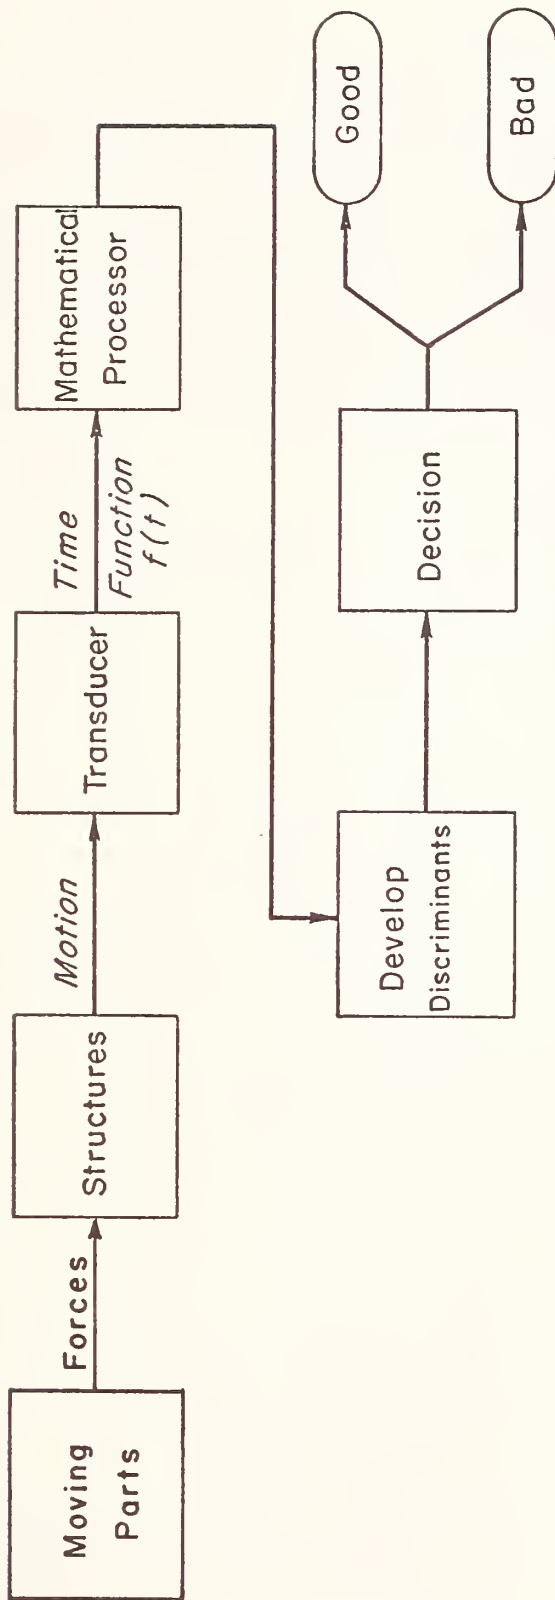 Moving
Parts
Forces
Structures
Motion
Transducer
Time
Function
f(t)
Mathematical
Processor
Develop
Discriminants
Decision
Good
Bad